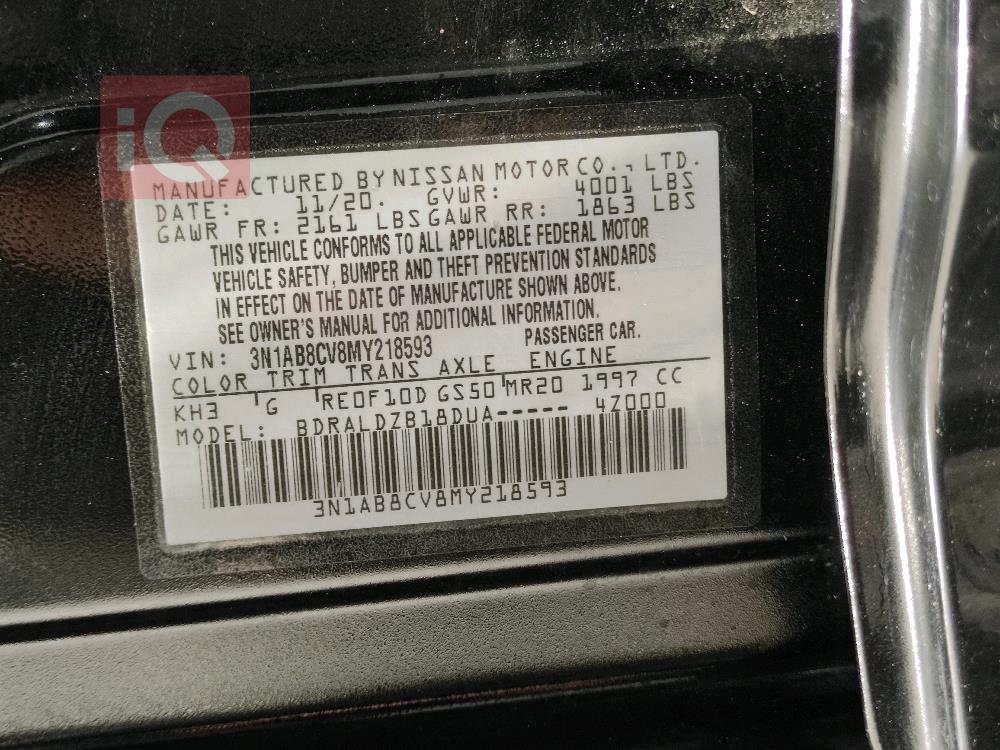 iQ
MANUFACTURED BY NISSAN MOTOR CO., LTD.
DATE: 11/20. GVWR: 4001 LBS
GAWR FR: 2161 LBS GAWR RR: 1863 LBS
THIS VEHICLE CONFORMS TO ALL APPLICABLE FEDERAL MOTOR
VEHICLE SAFETY, BUMPER AND THEFT PREVENTION STANDARDS
IN EFFECT ON THE DATE OF MANUFACTURE SHOWN ABOVE.
SEE OWNER'S MANUAL FOR ADDITIONAL INFORMATION.
VIN: 3N1AB8CV8MY218593 PASSENGER CAR.
COLOR TRIM TRANS AXLE ENGINE
KH3 G RE0F10D GS50 MR20 1997 CC
MODEL: BDRALDZB18DUA----- 4Z000
3N1AB8CV8MY218593